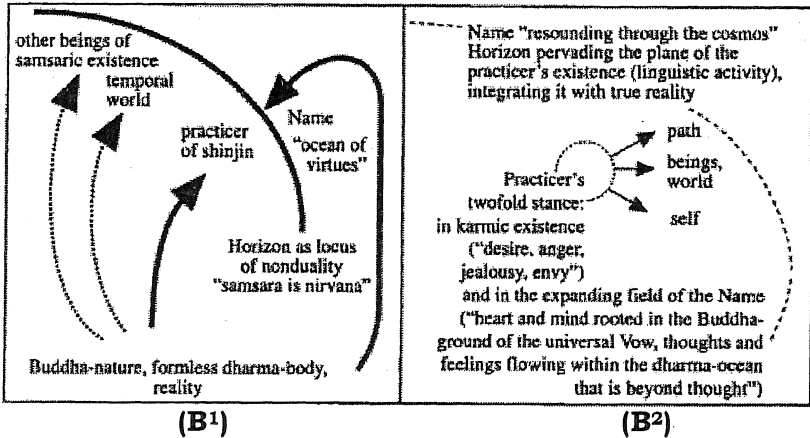 other beings of
samsaric existence
temporal
world
practicer
of shinjin
Name
"ocean of
virtues"
Horizon as locus
of nonduality
"samsara is nirvana"
Buddha-nature, formless dharma-body,
reality
(B¹)
Name "resounding through the cosmos"
Horizon pervading the plane of the
practicer's existence (linguistic activity),
integrating it with true reality
path
beings,
world
self
Practicer's
twofold stance:
in karmic existence
("desire, anger,
jealousy, envy")
and in the expanding field of the Name
("heart and mind rooted in the Buddha-
ground of the universal Vow, thoughts and
feelings flowing within the dharma-ocean
that is beyond thought")
(B²)